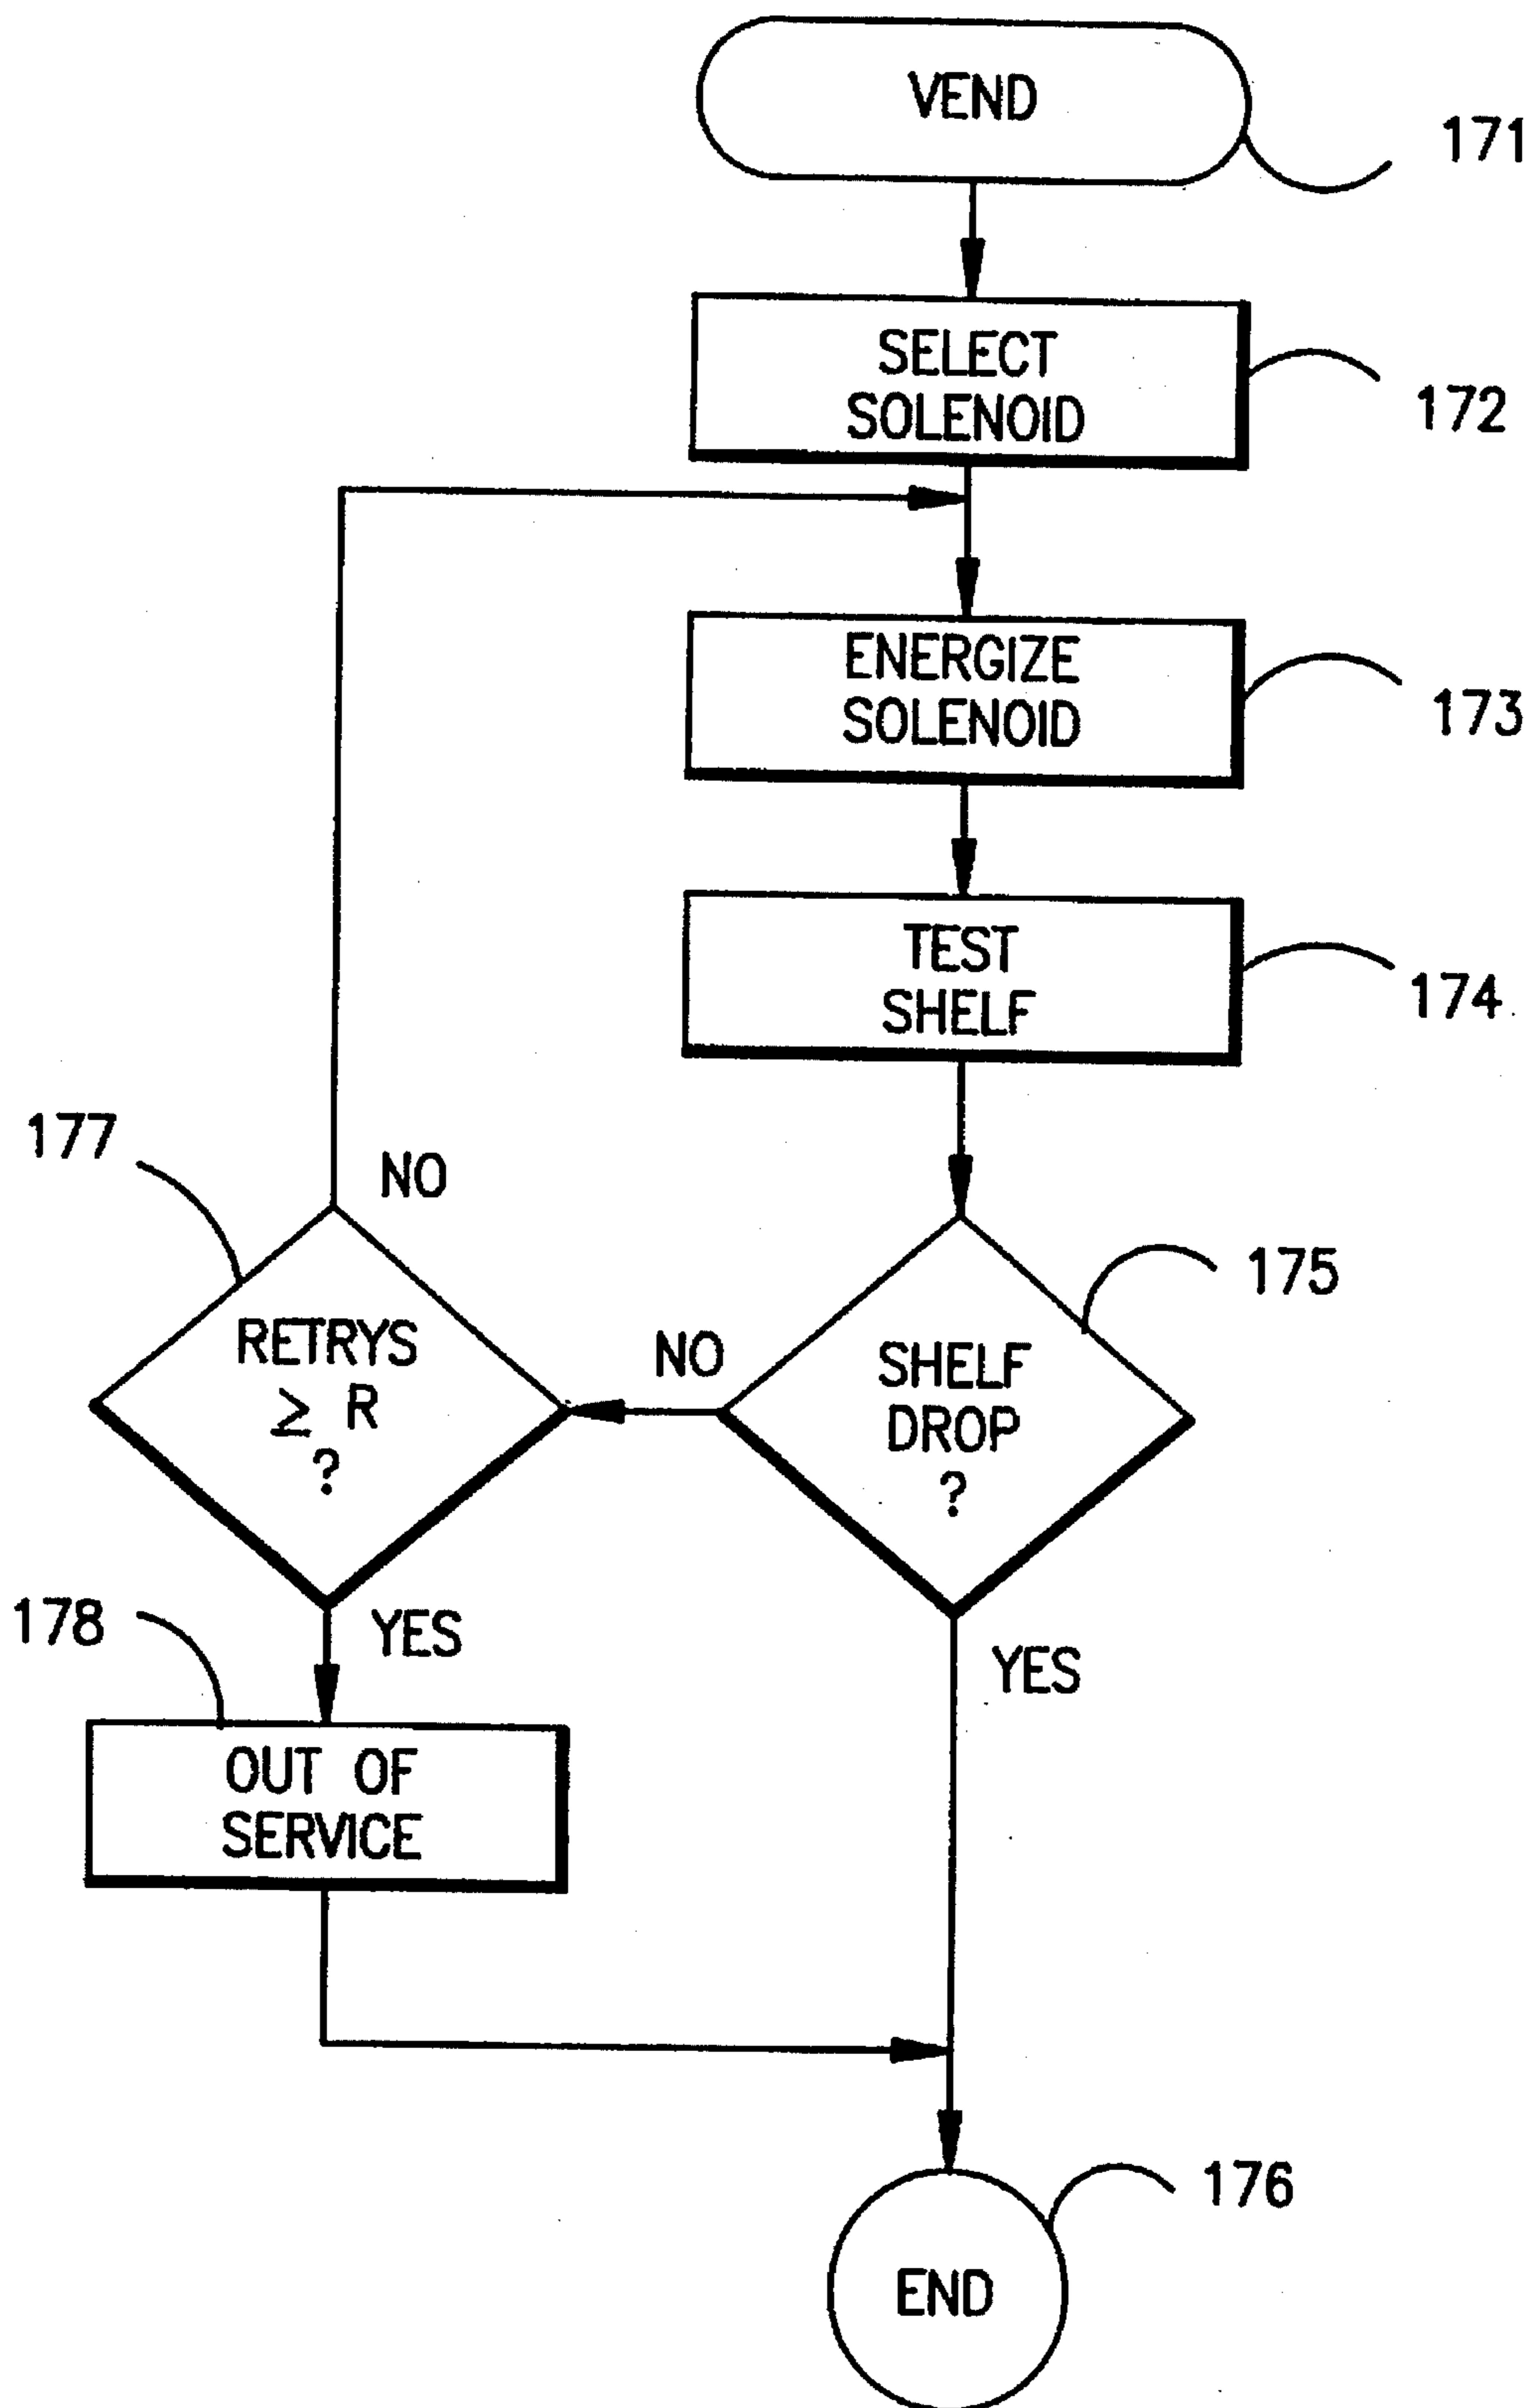 VEND
171
SELECT
SOLENOID
172
ENERGIZE
SOLENOID
173
TEST
SHELF
174
177
NO
175
RETRYS
≥ R
?
NO
SHELF
DROP
?
178
YES
YES
OUT OF
SERVICE
176
END